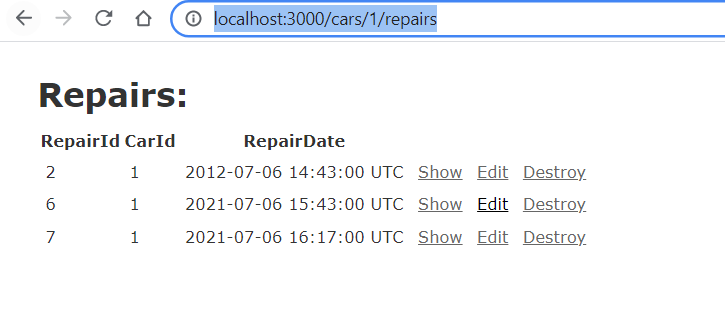 localhost:3000/cars/1/repairs
Repairs:
RepairId CarId RepairDate
2 1 2012-07-06 14:43:00 UTC Show Edit Destroy
6 1 2021-07-06 15:43:00 UTC Show Edit Destroy
7 1 2021-07-06 16:17:00 UTC Show Edit Destroy